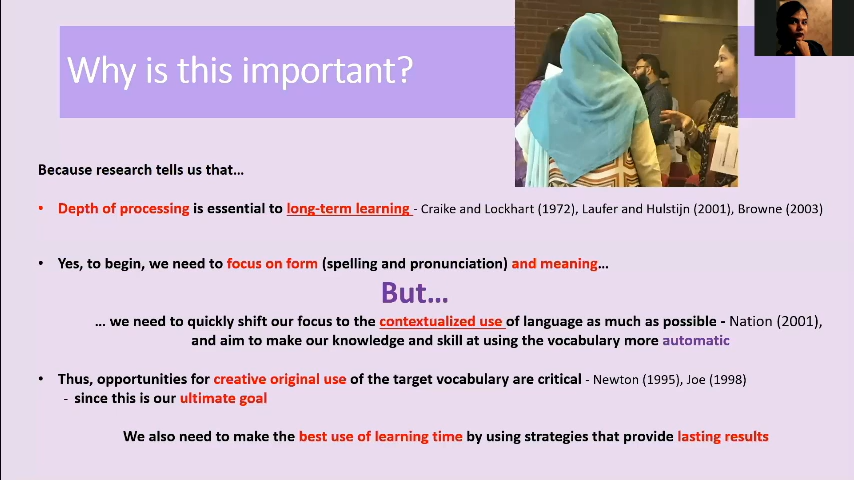 Why is this important?
Because research tells us that...
• Depth of processing is essential to long-term learning - Craike and Lockhart (1972), Laufer and Hulstijn (2001), Browne (2003)
• Yes, to begin, we need to focus on form (spelling and pronunciation) and meaning...
But...
... we need to quickly shift our focus to the contextualized use of language as much as possible - Nation (2001),
and aim to make our knowledge and skill at using the vocabulary more automatic
• Thus, opportunities for creative original use of the target vocabulary are critical - Newton (1995), Joe (1998)
- since this is our ultimate goal
We also need to make the best use of learning time by using strategies that provide lasting results